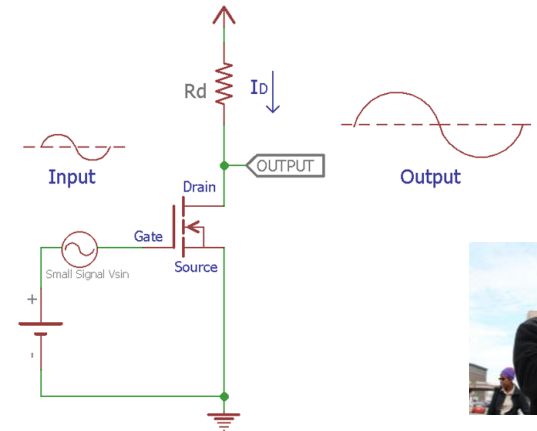 Rd
ID
OUTPUT
Input
Output
Drain
Gate
Source
Small Signal Vsin
+
-